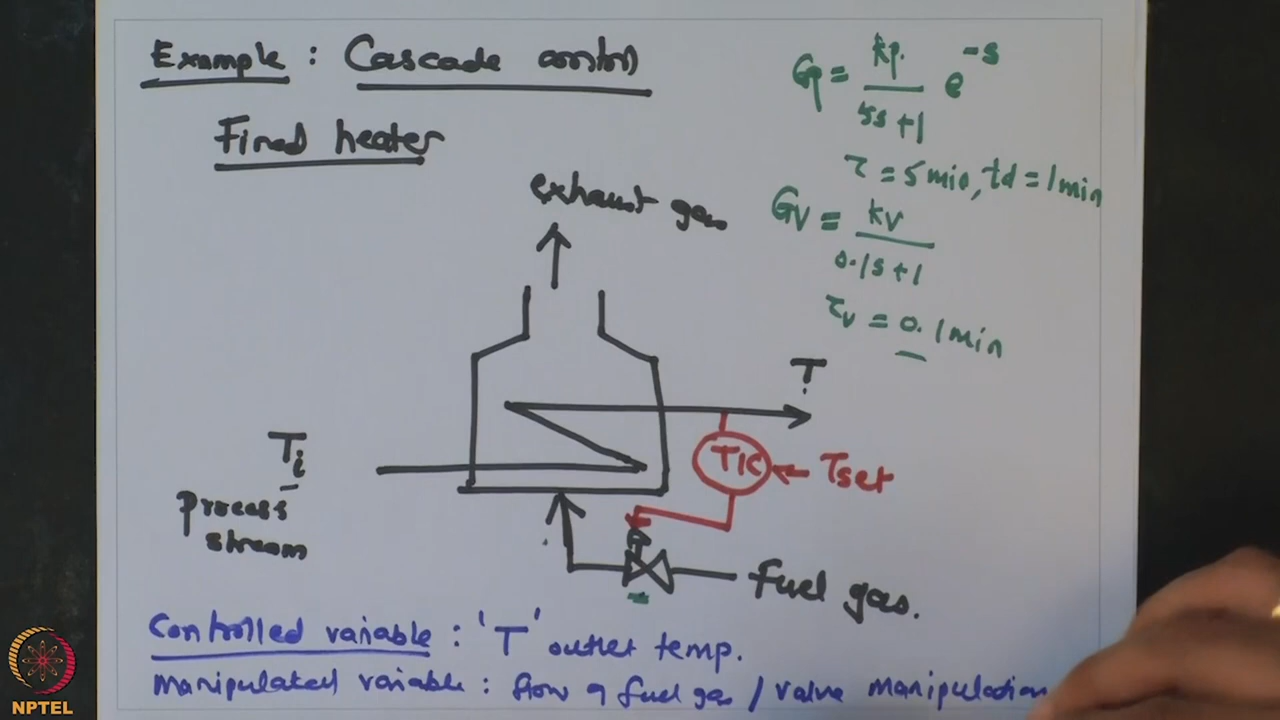 Example : Cascade control
Fired heater
exhaust gas
Gp = kp / 5s+1 e^-s
τ = 5 min, td = 1 min
Gv = kv / 0.1s+1
τv = 0.1 min
T
Ti
process
stream
TIC
Tset
fuel gas.
Controlled variable : 'T' outlet temp.
Manipulated variable : flow of fuel gas / valve manipulation
NPTEL